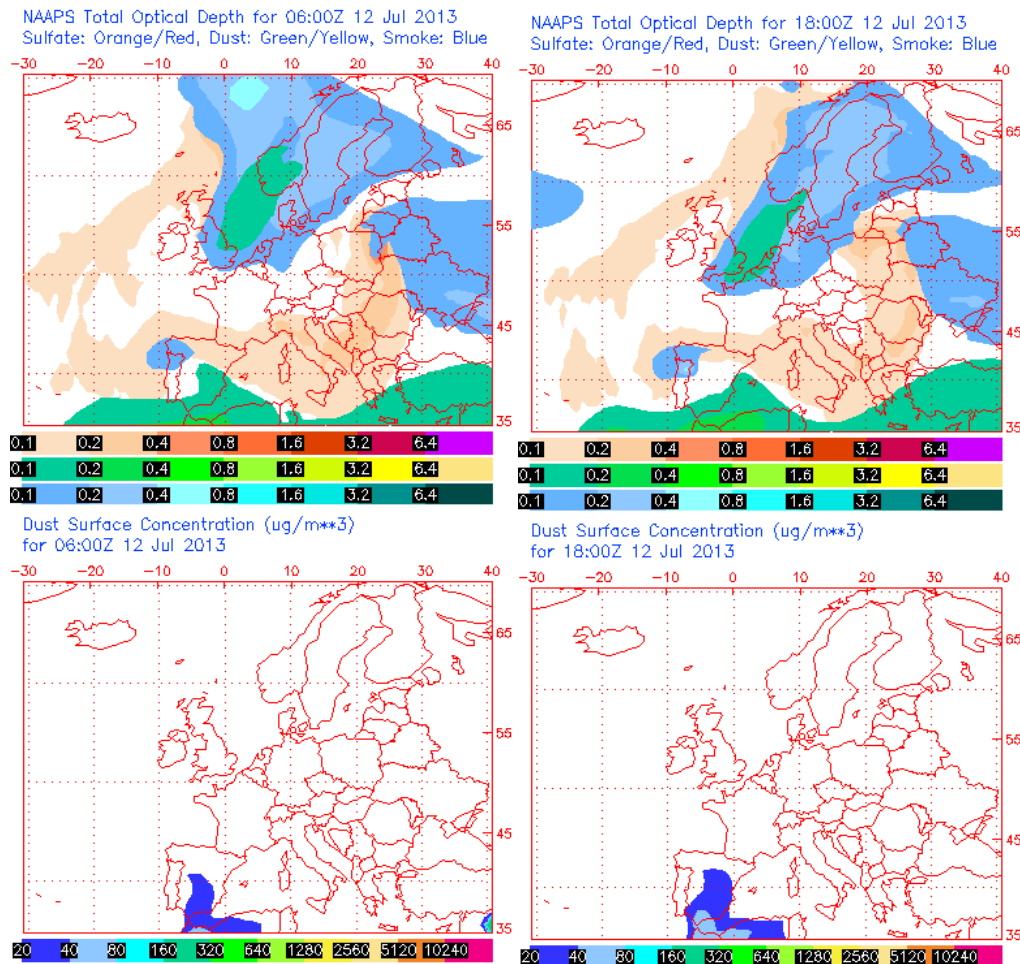 NAAPS Total Optical Depth for 06:00Z 12 Jul 2013
Sulfate: Orange/Red, Dust: Green/Yellow, Smoke: Blue
-30 -20 -10 0 10 20 30 40
65
55
45
35
0.1 0.2 0.4 0.8 1.6 3.2 6.4
0.1 0.2 0.4 0.8 1.6 3.2 6.4
0.1 0.2 0.4 0.8 1.6 3.2 6.4
NAAPS Total Optical Depth for 18:00Z 12 Jul 2013
Sulfate: Orange/Red, Dust: Green/Yellow, Smoke: Blue
-30 -20 -10 0 10 20 30 40
65
55
45
35
0.1 0.2 0.4 0.8 1.6 3.2 6.4
0.1 0.2 0.4 0.8 1.6 3.2 6.4
0.1 0.2 0.4 0.8 1.6 3.2 6.4
Dust Surface Concentration (ug/m**3)
for 06:00Z 12 Jul 2013
-30 -20 -10 0 10 20 30 40
65
55
45
35
20 40 80 160 320 640 1280 2560 5120 10240
Dust Surface Concentration (ug/m**3)
for 18:00Z 12 Jul 2013
-30 -20 -10 0 10 20 30 40
65
55
45
35
20 40 80 160 320 640 1280 2560 5120 10240